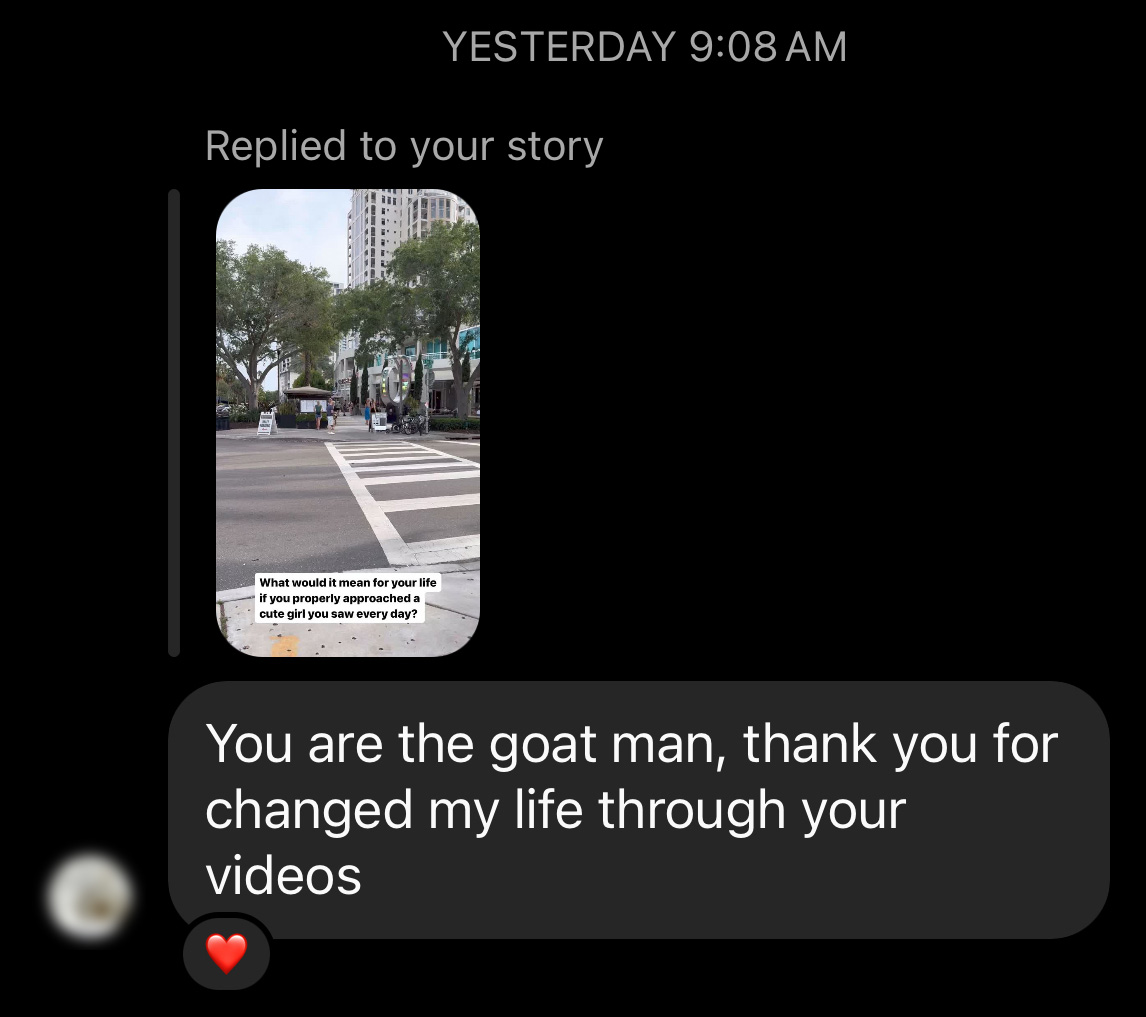 YESTERDAY 9:08 AM
Replied to your story
What would it mean for your life
if you properly approached a
cute girl you saw every day?
You are the goat man, thank you for
changed my life through your
videos